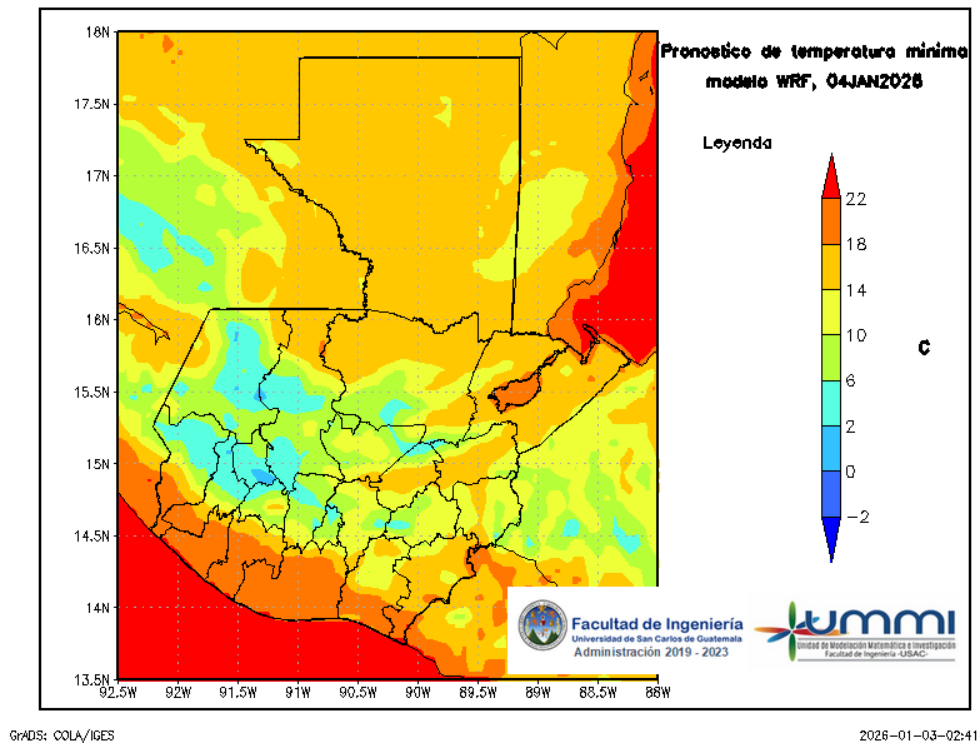 Pronostico de temperatura minima
modelo WRF, 04JAN2026
Leyenda
22
18
14
10
6
2
0
-2
C
18N
17.5N
17N
16.5N
16N
15.5N
15N
14.5N
14N
13.5N
92.5W 92W 91.5W 91W 90.5W 90W 89.5W 89W 88.5W 88W
Facultad de Ingeniería
Universidad de San Carlos de Guatemala
Administración 2019 - 2023
ummi
Unidad de Modelación Matemática e Investigación
Facultad de Ingeniería -USAC-
GrADS: COLA/IGES
2026-01-03-02:41